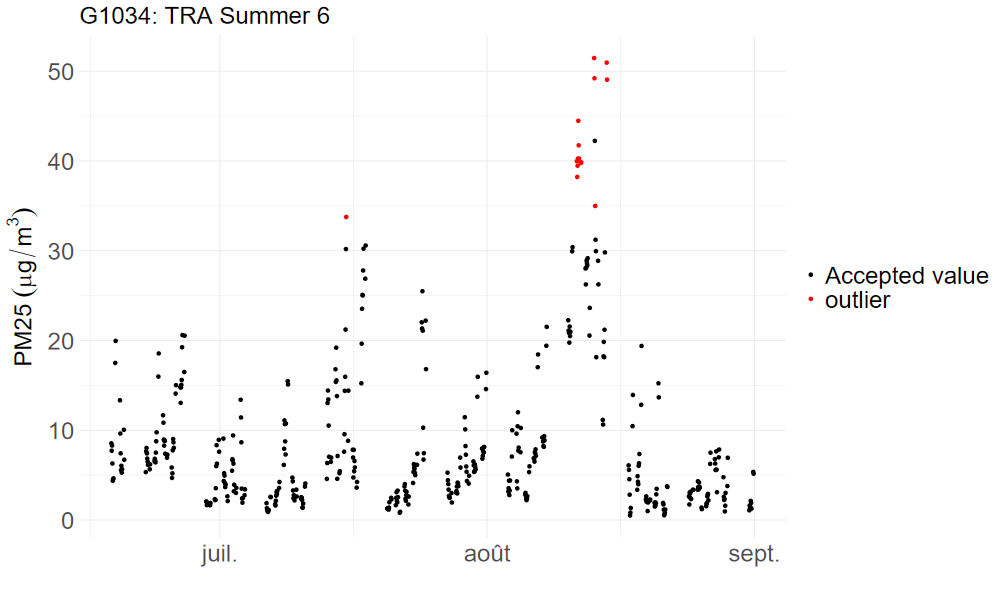 G1034: TRA Summer 6
50
40
30
20
10
0
PM25 (μg/m³)
juil.
août
sept.
Accepted value
outlier